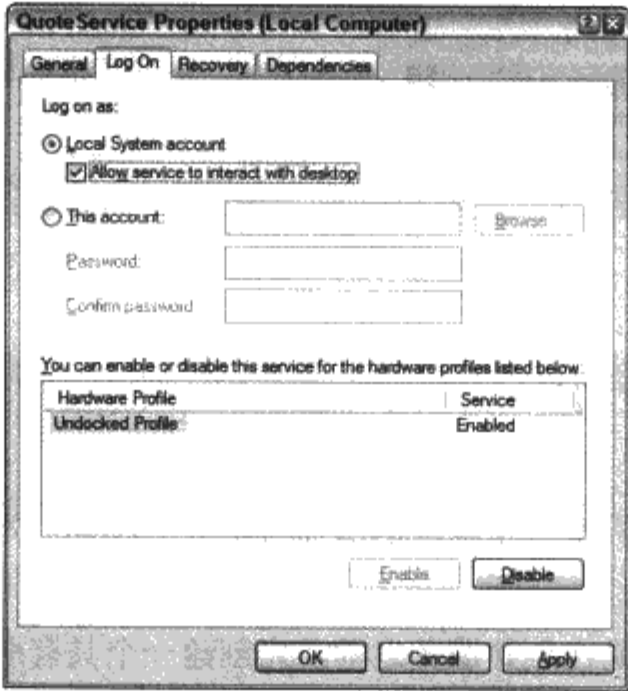 QuoteService Properties (Local Computer)
General Log On Recovery Dependencies
Log on as:
Local System account
Allow service to interact with desktop
This account: Browse
Password:
Confirm password
You can enable or disable this service for the hardware profiles listed below:
Hardware Profile Service
Undocked Profile Enabled
Enable Disable
OK Cancel Apply